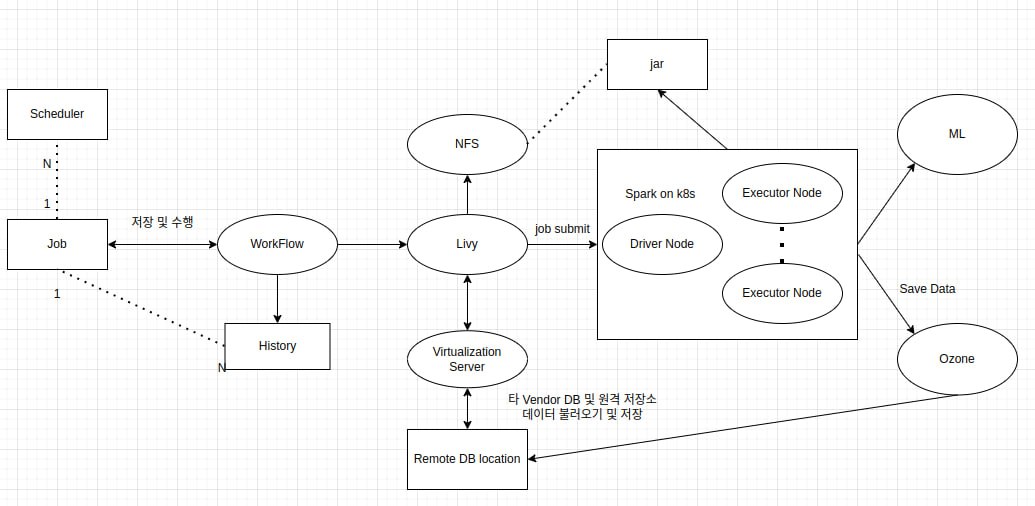 jar
Scheduler
NFS
ML
N
Spark on k8s
Executor Node
1
저장 및 수행
job submit
Job
WorkFlow
Livy
Driver Node
1
Executor Node
Save Data
History
N
Virtualization
Server
Ozone
타 Vendor DB 및 원격 저장소
데이터 불러오기 및 저장
Remote DB location